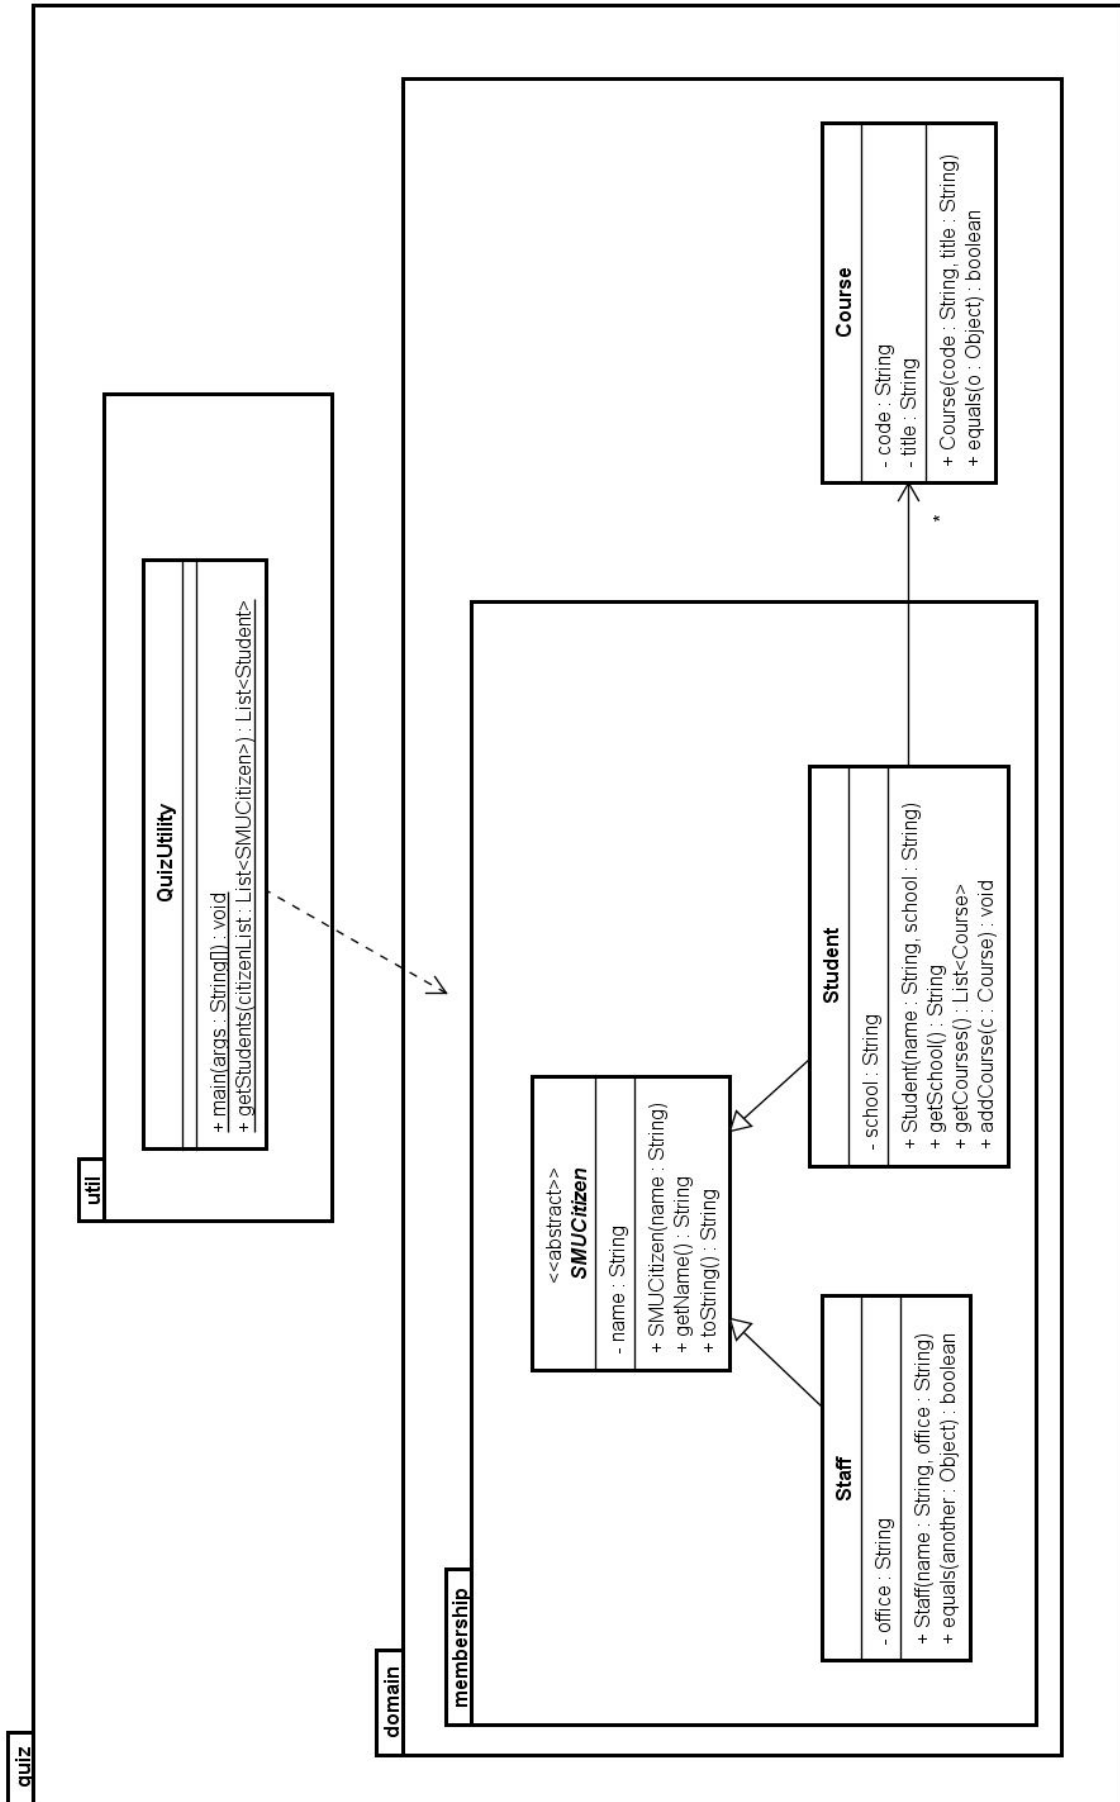 quiz
util
QuizUtility
+ main(args : String[]) : void
+ getStudents(citizenList : List<SMUCitizen>) : List<Student>
domain
membership
<<abstract>>
SMUCitizen
- name : String
+ SMUCitizen(name : String)
+ getName() : String
+ toString() : String
Staff
- office : String
+ Staff(name : String, office : String)
+ equals(another : Object) : boolean
Student
- school : String
+ Student(name : String, school : String)
+ getSchool() : String
+ getCourses() : List<Course>
+ addCourse(c : Course) : void
*
Course
- code : String
- title : String
+ Course(code : String, title : String)
+ equals(o : Object) : boolean